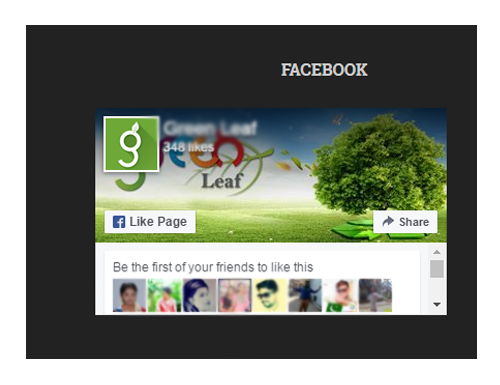 FACEBOOK
Green Leaf
348 likes
Leaf
Like Page
Share
Be the first of your friends to like this